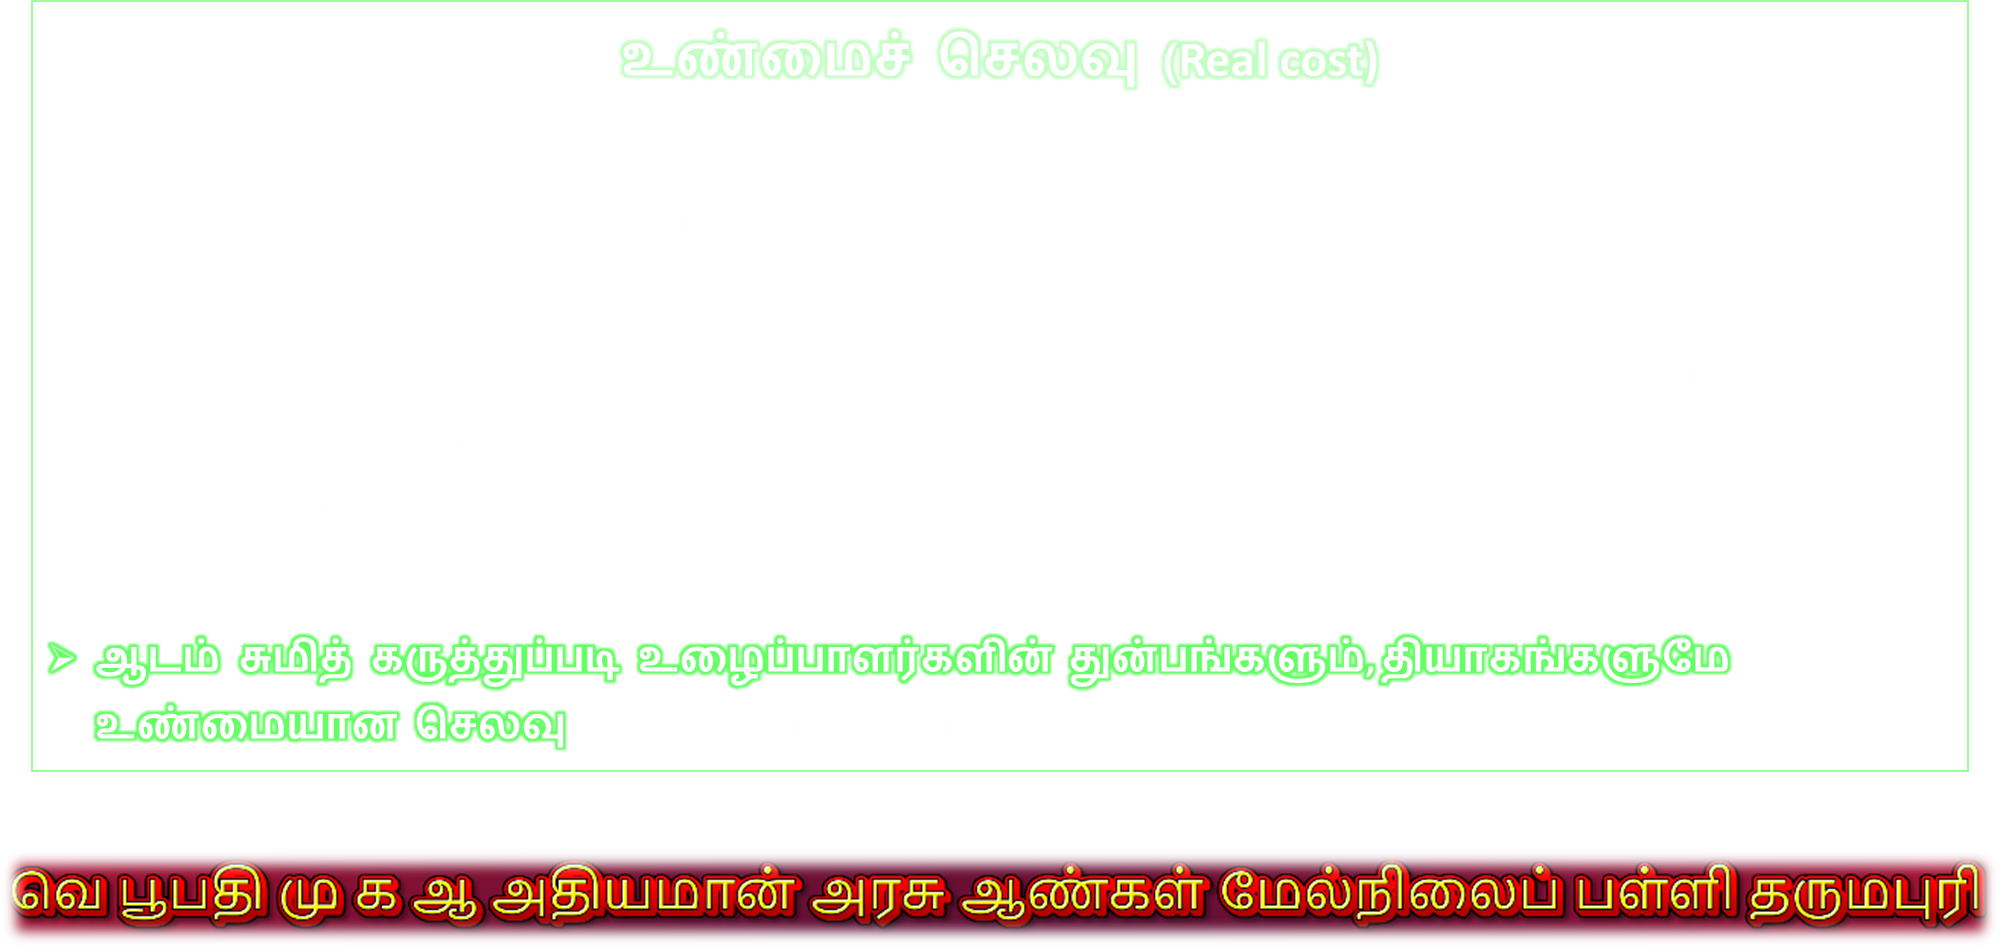 உண்மைச் செலவு (Real cost)
➢ ஆடம் சுமித் கருத்துப்படி உழைப்பாளர்களின் துன்பங்களும்,தியாகங்களுமே
உண்மையான செலவு
வெ பூபதி மு க ஆ அதியமான் அரசு ஆண்கள் மேல்நிலைப் பள்ளி தருமபுரி